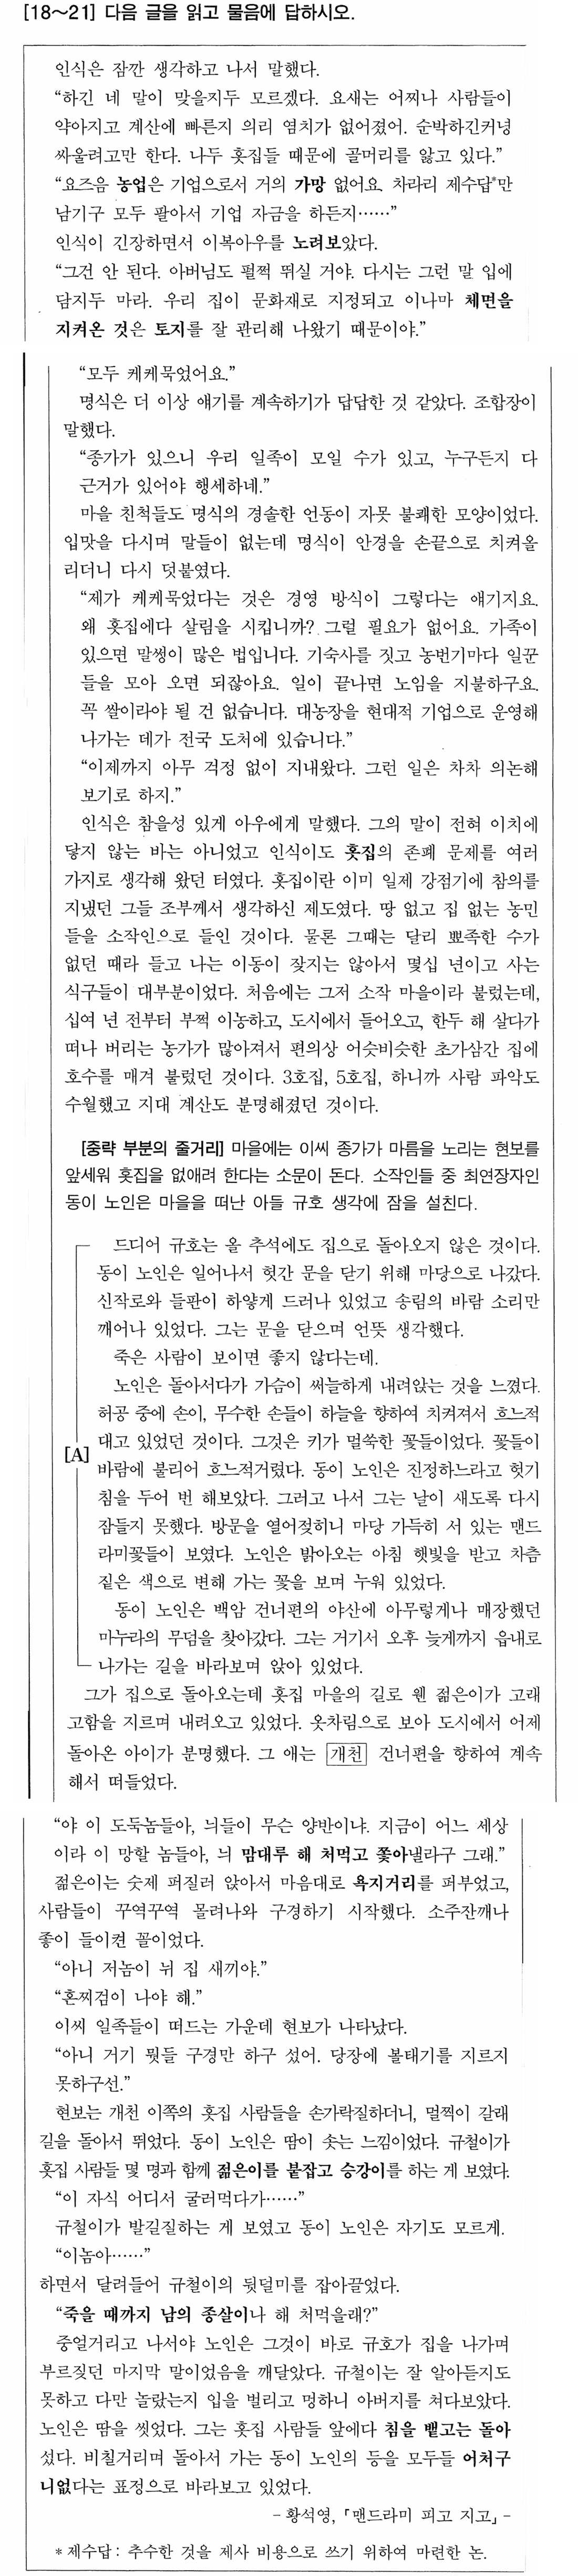 [18~21] 다음 글을 읽고 물음에 답하시오.
인식은 잠깐 생각하고 나서 말했다.
“하긴 네 말이 맞을지두 모르겠다. 요새는 어찌나 사람들이
약아지고 계산에 빠른지 의리 염치가 없어졌어. 순박하긴커녕
싸울려고만 한다. 나두 홋집들 때문에 골머리를 앓고 있다.”
“요즈음 농업은 기업으로서 거의 가망 없어요. 차라리 제수답*만
남기구 모두 팔아서 기업 자금을 하든지……”
인식이 긴장하면서 이복아우를 노려보았다.
“그건 안 된다. 아버님도 펄쩍 뛰실 거야. 다시는 그런 말 입에
담지두 마라. 우리 집이 문화재로 지정되고 이나마 체면을
지켜온 것은 토지를 잘 관리해 나왔기 때문이야.”
“모두 케케묵었어요.”
명식은 더 이상 얘기를 계속하기가 답답한 것 같았다. 조합장이
말했다.
“종가가 있으니 우리 일족이 모일 수가 있고, 누구든지 다
근거가 있어야 행세하네.”
마을 친척들도 명식의 경솔한 언동이 자못 불쾌한 모양이었다.
입맛을 다시며 말들이 없는데 명식이 안경을 손끝으로 치켜올
리더니 다시 덧붙였다.
“제가 케케묵었다는 것은 경영 방식이 그렇다는 얘기지요.
왜 홋집에다 살림을 시킵니까? 그럴 필요가 없어요. 가족이
있으면 말썽이 많은 법입니다. 기숙사를 짓고 농번기마다 일꾼
들을 모아 오면 되잖아요. 일이 끝나면 노임을 지불하구요.
꼭 쌀이라야 될 건 없습니다. 대농장을 현대적 기업으로 운영해
나가는 데가 전국 도처에 있습니다.”
“이제까지 아무 걱정 없이 지내왔다. 그런 일은 차차 의논해
보기로 하지.”
인식은 참을성 있게 아우에게 말했다. 그의 말이 전혀 이치에
닿지 않는 바는 아니었고 인식이도 홋집의 존폐 문제를 여러
가지로 생각해 왔던 터였다. 홋집이란 이미 일제 강점기에 참의를
지냈던 그들 조부께서 생각하신 제도였다. 땅 없고 집 없는 농민
들을 소작인으로 들인 것이다. 물론 그때는 달리 뾰족한 수가
없던 때라 들고 나는 이동이 잦지는 않아서 몇십 년이고 사는
식구들이 대부분이었다. 처음에는 그저 소작 마을이라 불렀는데,
십여 년 전부터 부쩍 이농하고, 도시에서 들어오고, 한두 해 살다가
떠나 버리는 농가가 많아져서 편의상 어슷비슷한 초가삼간 집에
호수를 매겨 불렀던 것이다. 3호집, 5호집, 하니까 사람 파악도
수월했고 지대 계산도 분명해졌던 것이다.
[중략 부분의 줄거리] 마을에는 이씨 종가가 마름을 노리는 현보를
앞세워 홋집을 없애려 한다는 소문이 돈다. 소작인들 중 최연장자인
동이 노인은 마을을 떠난 아들 규호 생각에 잠을 설친다.
드디어 규호는 올 추석에도 집으로 돌아오지 않은 것이다.
동이 노인은 일어나서 헛간 문을 닫기 위해 마당으로 나갔다.
신작로와 들판이 하얗게 드러나 있었고 송림의 바람 소리만
깨어나 있었다. 그는 문을 닫으며 언뜻 생각했다.
죽은 사람이 보이면 좋지 않다는데.
노인은 돌아서다가 가슴이 써늘하게 내려앉는 것을 느꼈다.
허공 중에 손이, 무수한 손들이 하늘을 향하여 치켜져서 흐느적
대고 있었던 것이다. 그것은 키가 멀쑥한 꽃들이었다. 꽃들이
[A]
바람에 불리어 흐느적거렸다. 동이 노인은 진정하느라고 헛기
침을 두어 번 해보았다. 그러고 나서 그는 날이 새도록 다시
잠들지 못했다. 방문을 열어젖히니 마당 가득히 서 있는 맨드
라미꽃들이 보였다. 노인은 밝아오는 아침 햇빛을 받고 차츰
짙은 색으로 변해 가는 꽃을 보며 누워 있었다.
동이 노인은 백암 건너편의 야산에 아무렇게나 매장했던
마누라의 무덤을 찾아갔다. 그는 거기서 오후 늦게까지 읍내로
나가는 길을 바라보며 앉아 있었다.
그가 집으로 돌아오는데 홋집 마을의 길로 웬 젊은이가 고래
고함을 지르며 내려오고 있었다. 옷차림으로 보아 도시에서 어제
돌아온 아이가 분명했다. 그 애는 개천 건너편을 향하여 계속
해서 떠들었다.
“야 이 도둑놈들아, 늬들이 무슨 양반이냐. 지금이 어느 세상
이라 이 망할 놈들아, 늬 맘대루 해 처먹고 쫓아낼라구 그래.”
젊은이는 숫제 퍼질러 앉아서 마음대로 욕지거리를 퍼부었고,
사람들이 꾸역꾸역 몰려나와 구경하기 시작했다. 소주잔깨나
좋이 들이켠 꼴이었다.
“아니 저놈이 뉘 집 새끼야.”
“혼찌검이 나야 해.”
이씨 일족들이 떠드는 가운데 현보가 나타났다.
“아니 거기 뭣들 구경만 하구 섰어. 당장에 볼태기를 지르지
못하구선.”
현보는 개천 이쪽의 홋집 사람들을 손가락질하더니, 멀찍이 갈래
길을 돌아서 뛰었다. 동이 노인은 땀이 솟는 느낌이었다. 규철이가
홋집 사람들 몇 명과 함께 젊은이를 붙잡고 승강이를 하는 게 보였다.
“이 자식 어디서 굴러먹다가……”
규철이가 발길질하는 게 보였고 동이 노인은 자기도 모르게.
“이놈아……”
하면서 달려들어 규철이의 뒷덜미를 잡아끌었다.
“죽을 때까지 남의 종살이나 해 처먹을래?”
중얼거리고 나서야 노인은 그것이 바로 규호가 집을 나가며
부르짖던 마지막 말이었음을 깨달았다. 규철이는 잘 알아듣지도
못하고 다만 놀랐는지 입을 벌리고 멍하니 아버지를 쳐다보았다.
노인은 땀을 씻었다. 그는 홋집 사람들 앞에다 침을 뱉고는 돌아
섰다. 비칠거리며 돌아서 가는 동이 노인의 등을 모두들 어처구
니없다는 표정으로 바라보고 있었다.
- 황석영, 「맨드라미 피고 지고」 -
* 제수답 : 추수한 것을 제사 비용으로 쓰기 위하여 마련한 논.